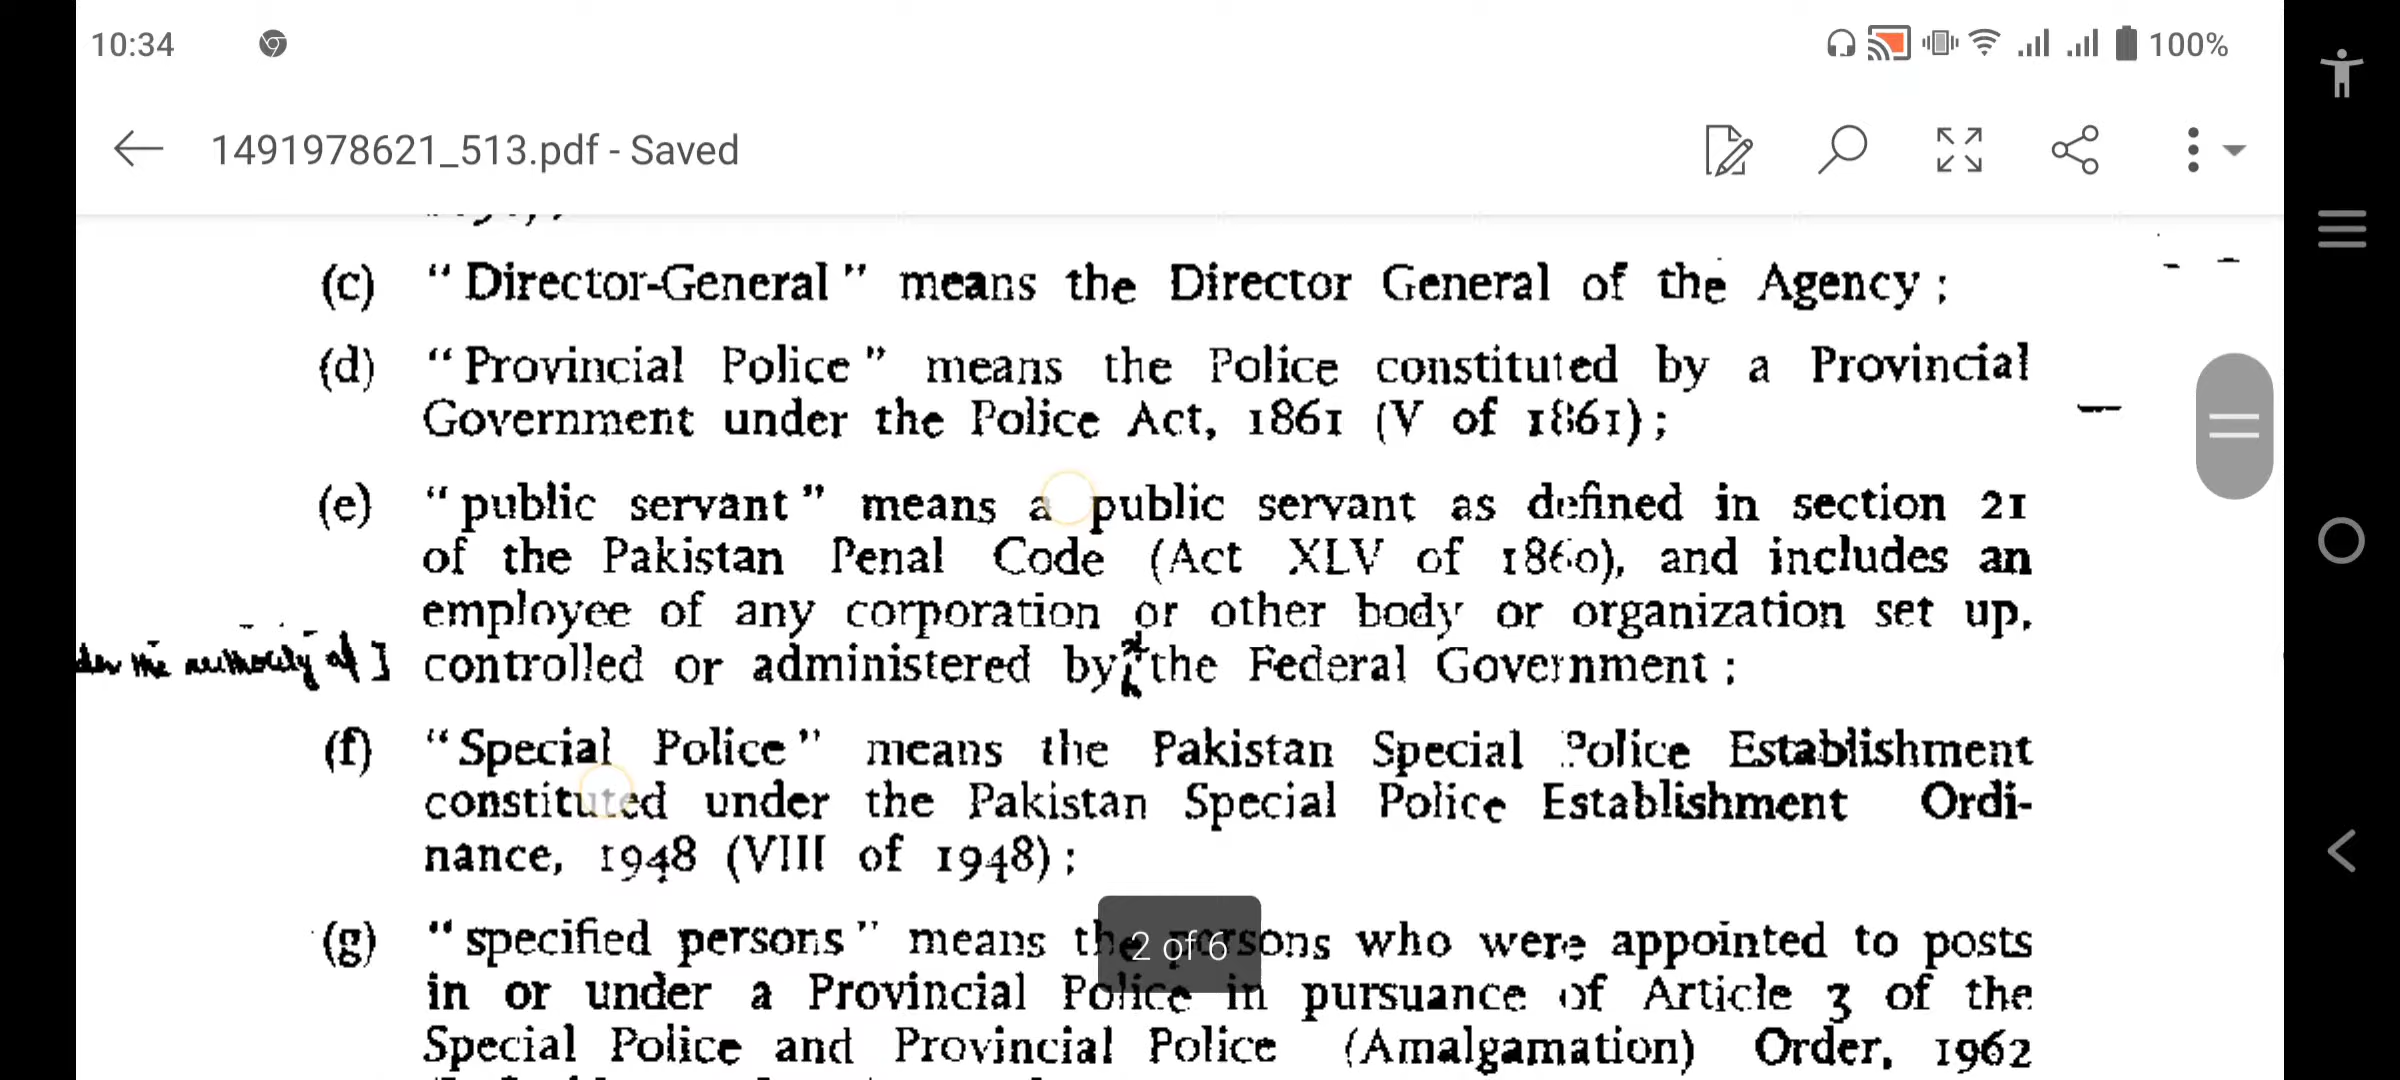 10:34
100%
1491978621_513.pdf - Saved
(c) “Director-General” means the Director General of the Agency;
(d) “Provincial Police” means the Police constituted by a Provincial
Government under the Police Act, 1861 (V of 1861);
(e) “public servant” means a public servant as defined in section 21
of the Pakistan Penal Code (Act XLV of 1860), and includes an
employee of any corporation or other body or organization set up,
the authority of] controlled or administered by the Federal Government;
(f) “Special Police” means the Pakistan Special Police Establishment
constituted under the Pakistan Special Police Establishment Ordi-
nance, 1948 (VIII of 1948);
(g) “specified persons” means the persons who were appointed to posts
2 of 6
in or under a Provincial Police in pursuance of Article 3 of the
Special Police and Provincial Police (Amalgamation) Order, 1962